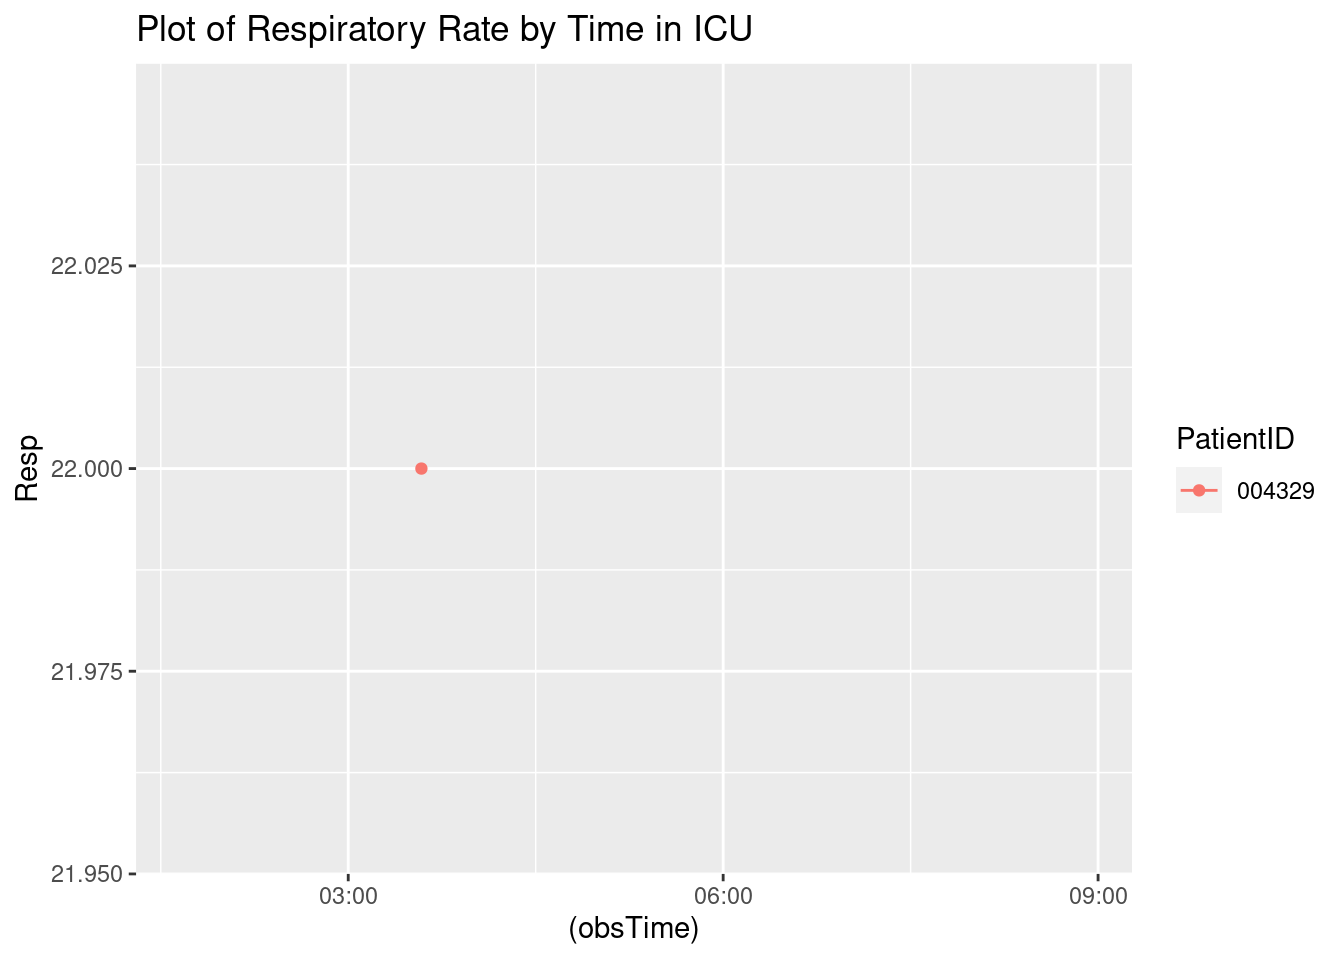 Plot of Respiratory Rate by Time in ICU
22.025
22.000
21.975
21.950
Resp
03:00
06:00
09:00
(obsTime)
PatientID
004329